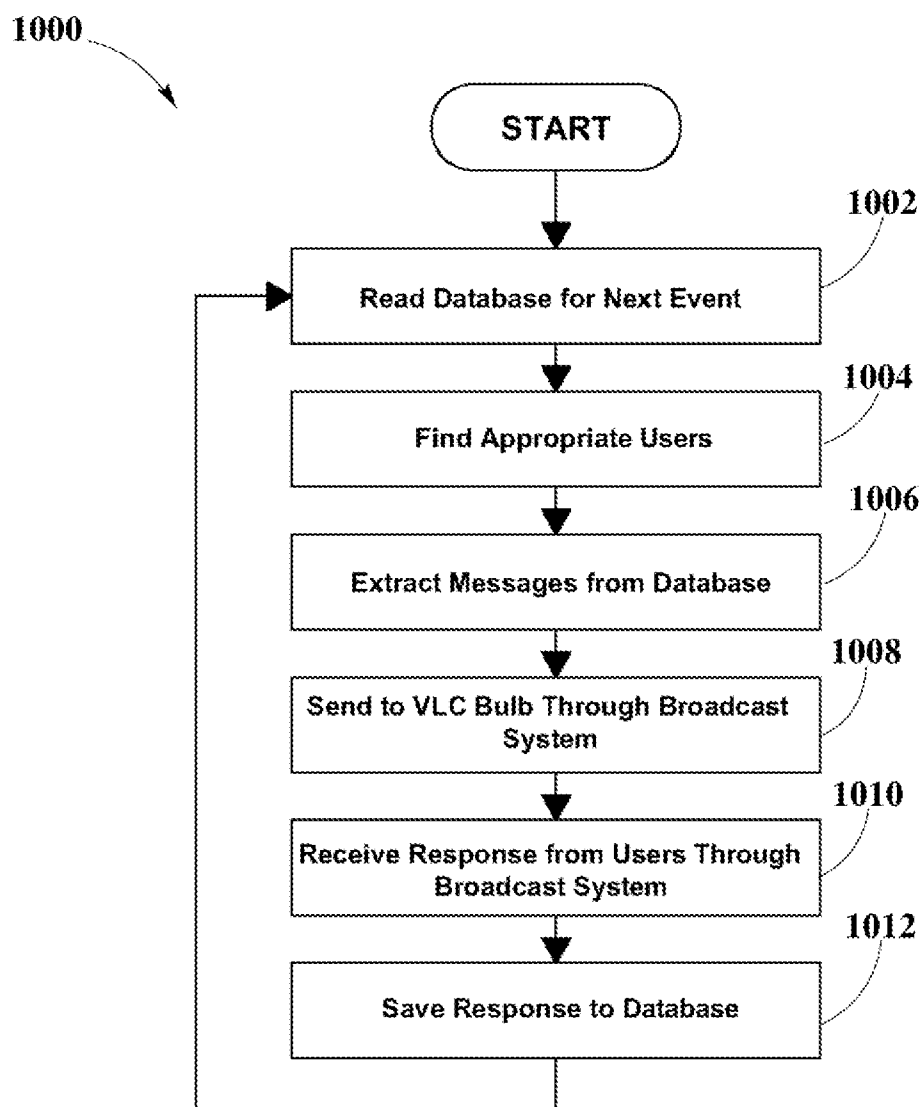 1000
START
1002
Read Database for Next Event
1004
Find Appropriate Users
1006
Extract Messages from Database
1008
Send to VLC Bulb Through Broadcast
System
1010
Receive Response from Users Through
Broadcast System
1012
Save Response to Database